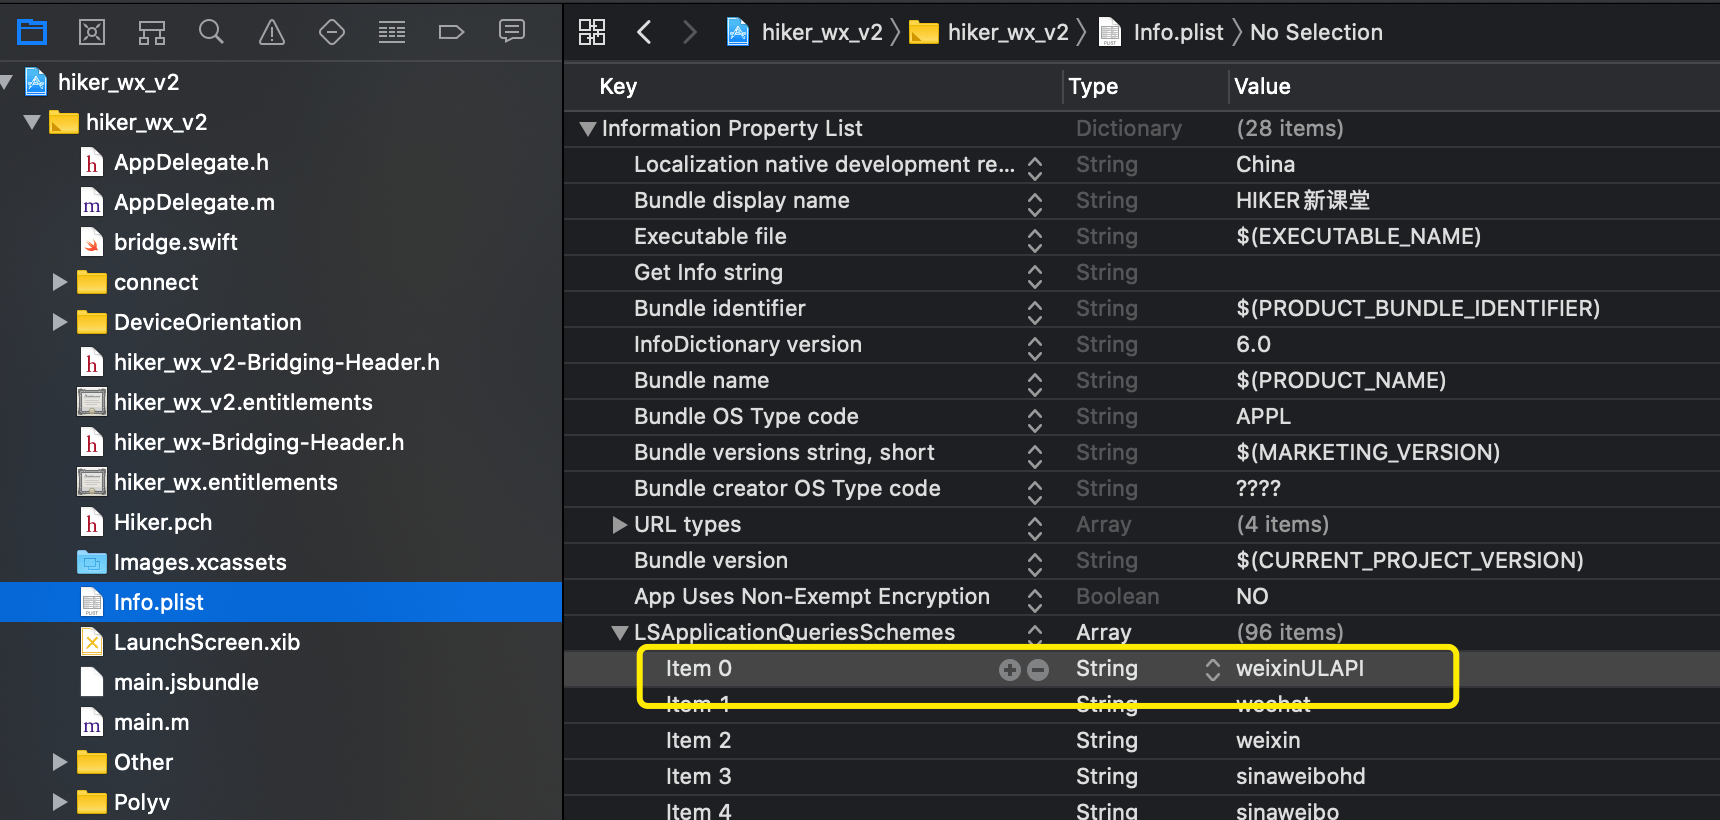 hiker_wx_v2
hiker_wx_v2
AppDelegate.h
AppDelegate.m
bridge.swift
connect
DeviceOrientation
hiker_wx_v2-Bridging-Header.h
hiker_wx_v2.entitlements
hiker_wx-Bridging-Header.h
hiker_wx.entitlements
Hiker.pch
Images.xcassets
Info.plist
LaunchScreen.xib
main.jsbundle
main.m
Other
Polyv
hiker_wx_v2 hiker_wx_v2 Info.plist No Selection
Key Type Value
Information Property List Dictionary (28 items)
Localization native development re... String China
Bundle display name String HIKER新课堂
Executable file String $(EXECUTABLE_NAME)
Get Info string String
Bundle identifier String $(PRODUCT_BUNDLE_IDENTIFIER)
InfoDictionary version String 6.0
Bundle name String $(PRODUCT_NAME)
Bundle OS Type code String APPL
Bundle versions string, short String $(MARKETING_VERSION)
Bundle creator OS Type code String ????
URL types Array (4 items)
Bundle version String $(CURRENT_PROJECT_VERSION)
App Uses Non-Exempt Encryption Boolean NO
LSApplicationQueriesSchemes Array (96 items)
Item 0 String weixinULAPI
Item 1 String wechat
Item 2 String weixin
Item 3 String sinaweibohd
Item 4 String sinaweibo